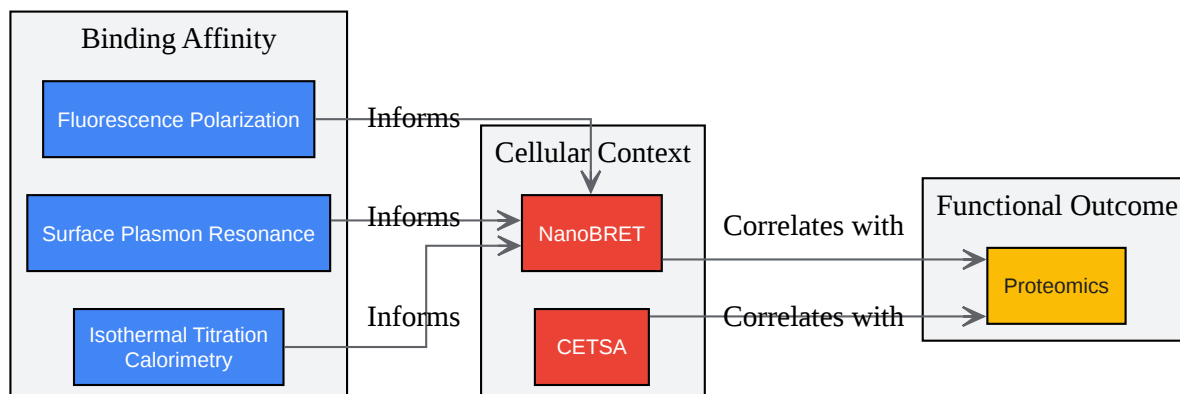 Binding Affinity
Fluorescence Polarization
Informs
Cellular Context
Surface Plasmon Resonance
Informs
NanoBRET
Correlates with
Functional Outcome
Proteomics
Isothermal Titration
Calorimetry
Informs
CETSA
Correlates with